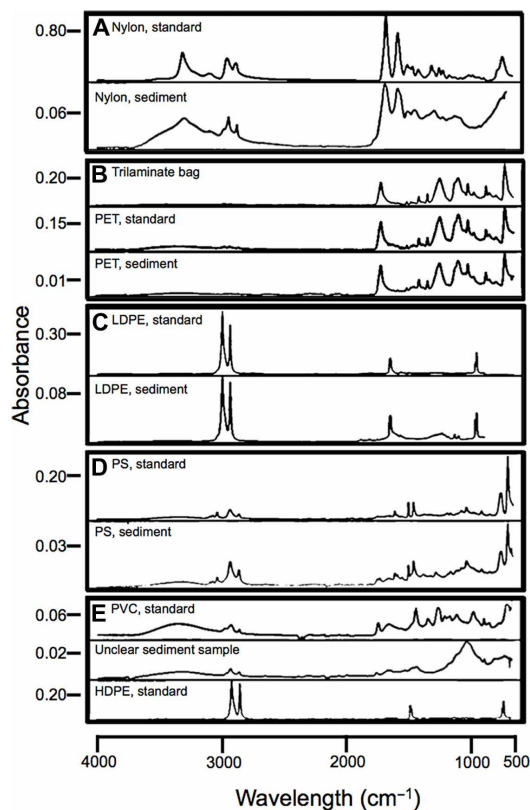 0.80
A Nylon, standard
0.06
Nylon, sediment
0.20
B Trilaminate bag
0.15
PET, standard
0.01
PET, sediment
Absorbance
0.30
C LDPE, standard
0.08
LDPE, sediment
0.20
D PS, standard
0.03
PS, sediment
0.06
E PVC, standard
0.02
Unclear sediment sample
0.20
HDPE, standard
4000 3000 2000 1000 500
Wavelength (cm⁻¹)